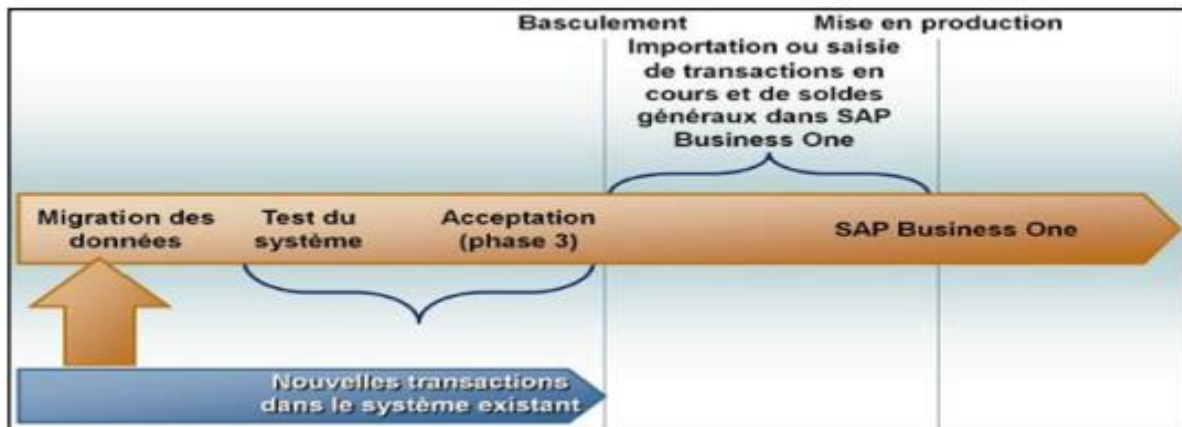 Basculement
Mise en production
Importation ou saisie
de transactions en
cours et de soldes
généraux dans SAP
Business One
Migration des
données
Test du
système
Acceptation
(phase 3)
SAP Business One
Nouvelles transactions
dans le système existant